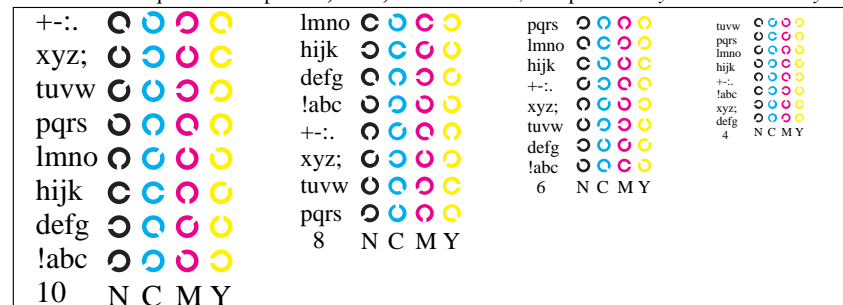 +-:.
xyz;
tuvw
pqrs
lmno
hijk
defg
!abc
10 N C M Y
lmno
hijk
defg
!abc
+-:.
xyz;
tuvw
pqrs
8 N C M Y
pqrs
lmno
hijk
+-:.
xyz;
tuvw
defg
!abc
6 N C M Y
tuvw
pqrs
lmno
hijk
+-:.
!abc
xyz;
defg
4 N C M Y